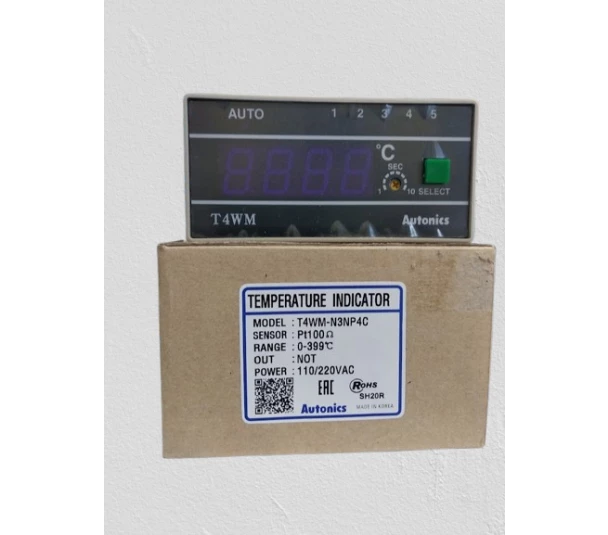 AUTO 1 2 3 4 5
8888 °C
SEC
1 10 SELECT
T4WM Autonics
TEMPERATURE INDICATOR
MODEL : T4WM-N3NP4C
SENSOR : Pt100Ω
RANGE : 0-399℃
OUT : NOT
POWER : 110/220VAC
EAC RoHS
SH20R
Autonics MADE IN KOREA